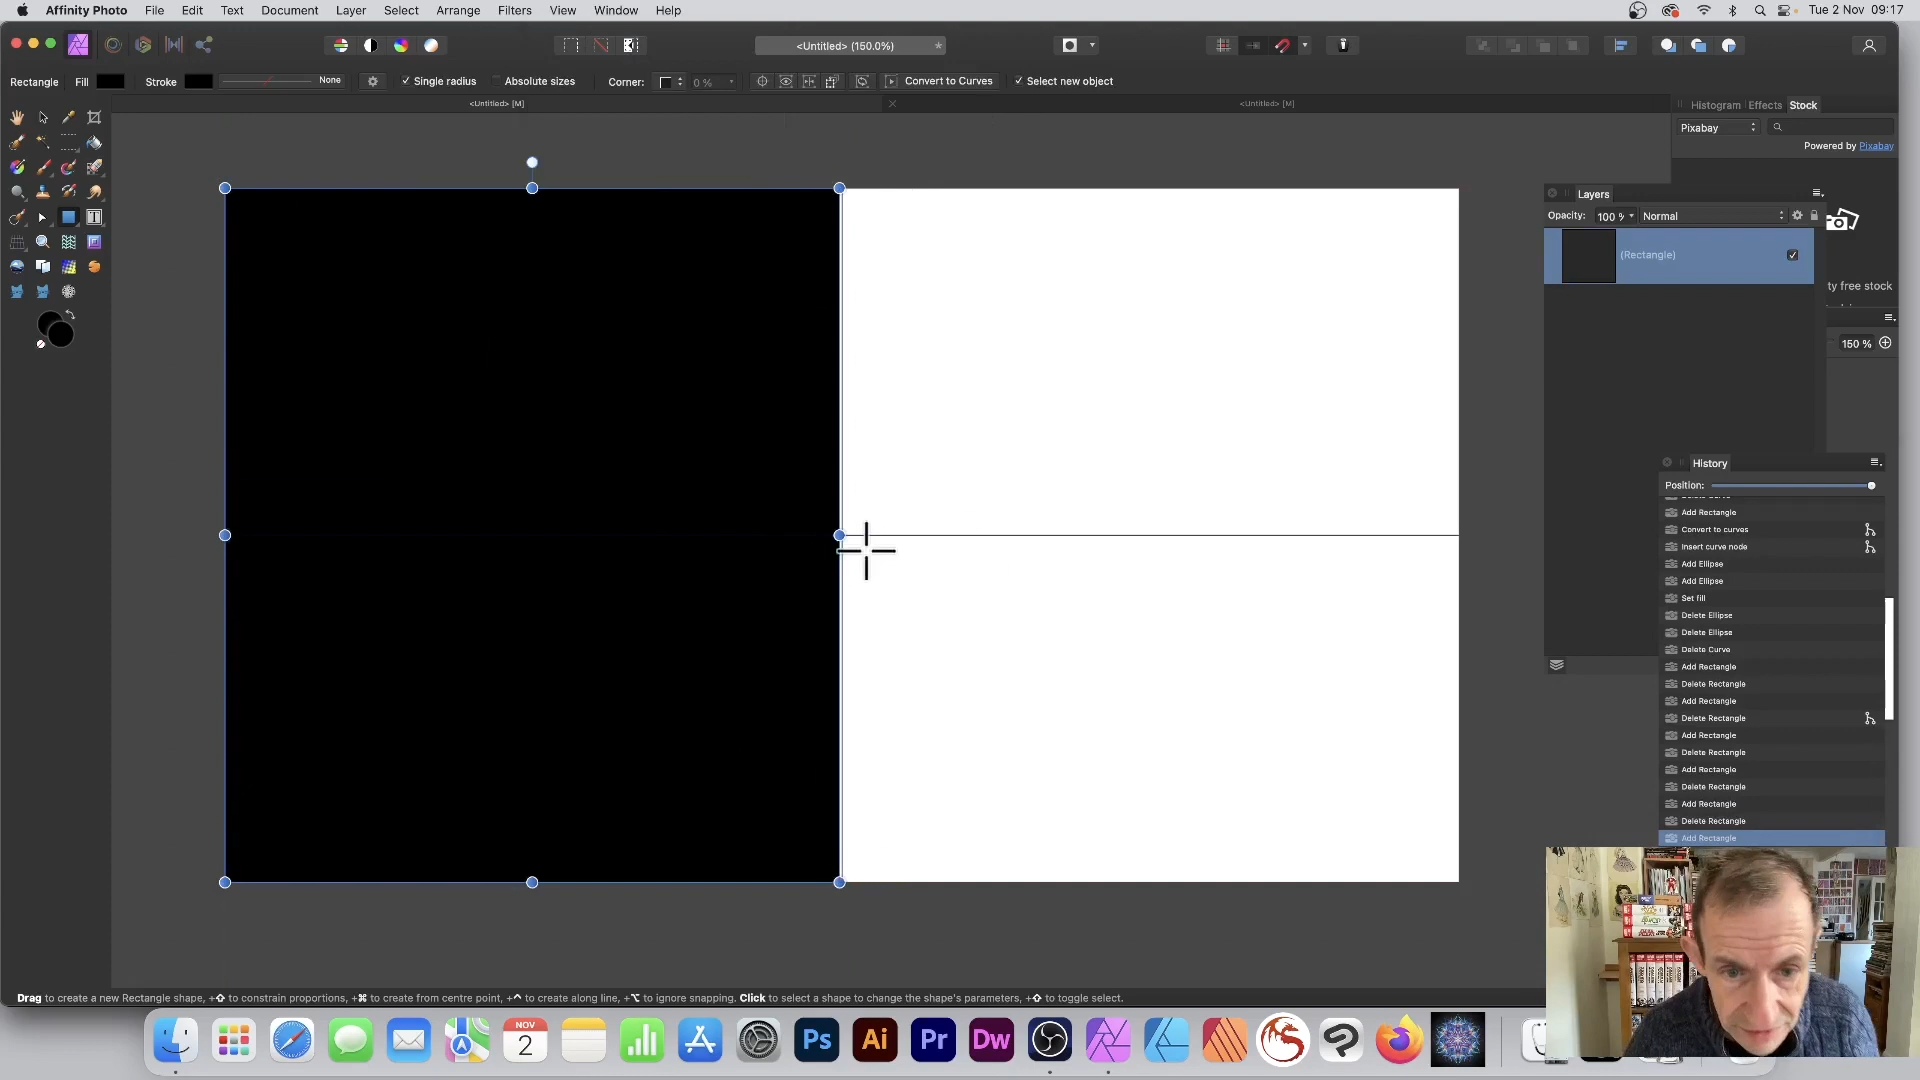 Affinity Photo File Edit Text Document Layer Select Arrange Filters View Window Help Tue 2 Nov 09:17
<Untitled> (150.0%)
Rectangle Fill Stroke None Single radius Absolute sizes Corner: 0 % Convert to Curves Select new object
<Untitled> [M] <Untitled> [M]
Histogram Effects Stock
Pixabay
Powered by Pixabay
Layers
Opacity: 100 % Normal
(Rectangle)
ty free stock
150 %
History
Position:
Add Rectangle
Convert to curves
Insert curve node
Add Ellipse
Add Ellipse
Set fill
Delete Ellipse
Delete Ellipse
Delete Curve
Add Rectangle
Delete Rectangle
Add Rectangle
Delete Rectangle
Add Rectangle
Delete Rectangle
Add Rectangle
Delete Rectangle
Add Rectangle
Delete Rectangle
Add Rectangle
Drag to create a new Rectangle shape, +⇧ to constrain proportions, +⌘ to create from centre point, +^ to create along line, +⌥ to ignore snapping. Click to select a shape to change the shape's parameters, +⇧ to toggle select.
NOV
2
Ps Ai Pr Dw